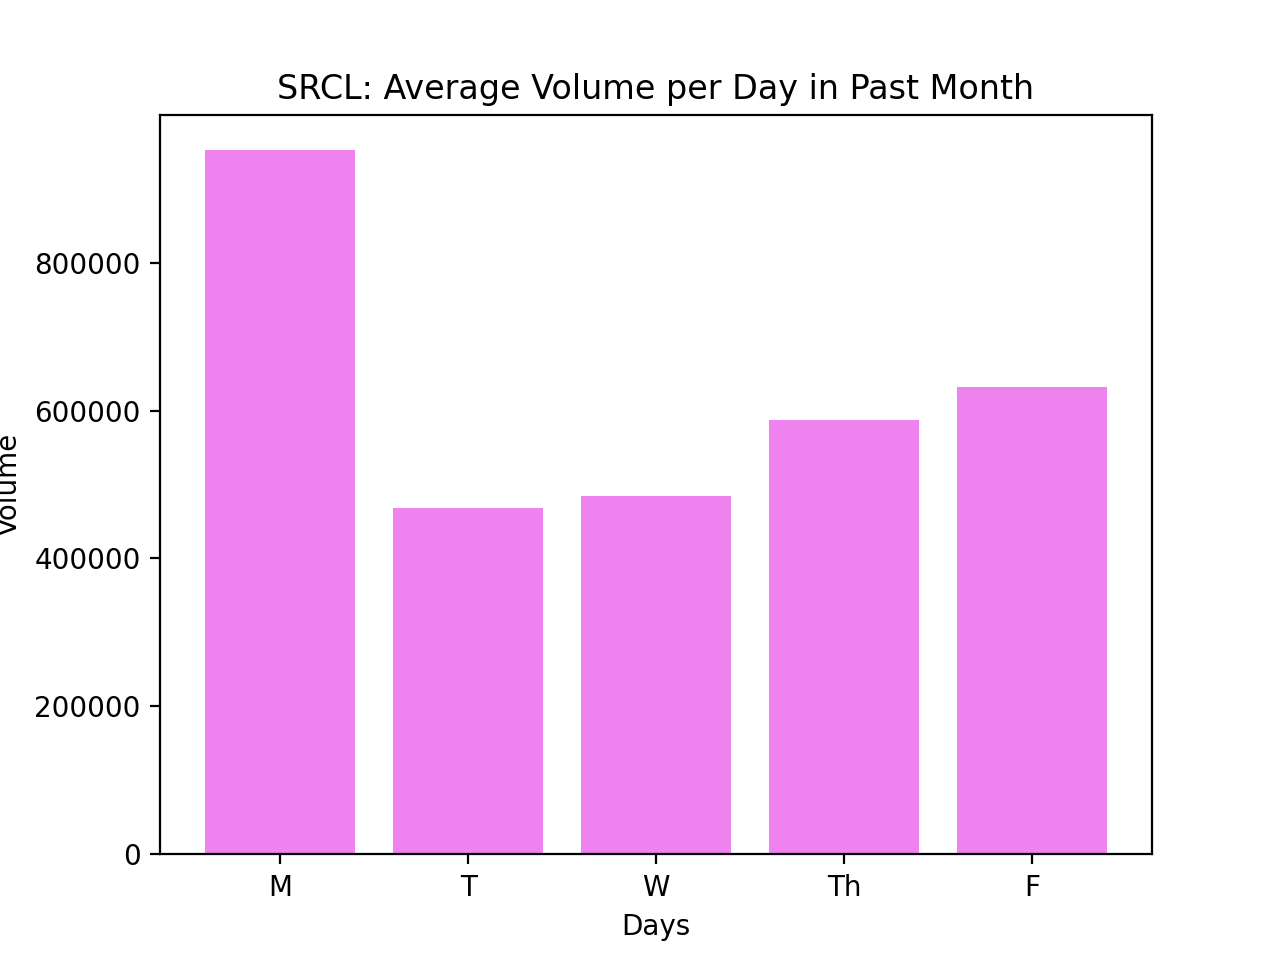 SRCL: Average Volume per Day in Past Month
800000
600000
400000
200000
0
Volume
M T W Th F
Days